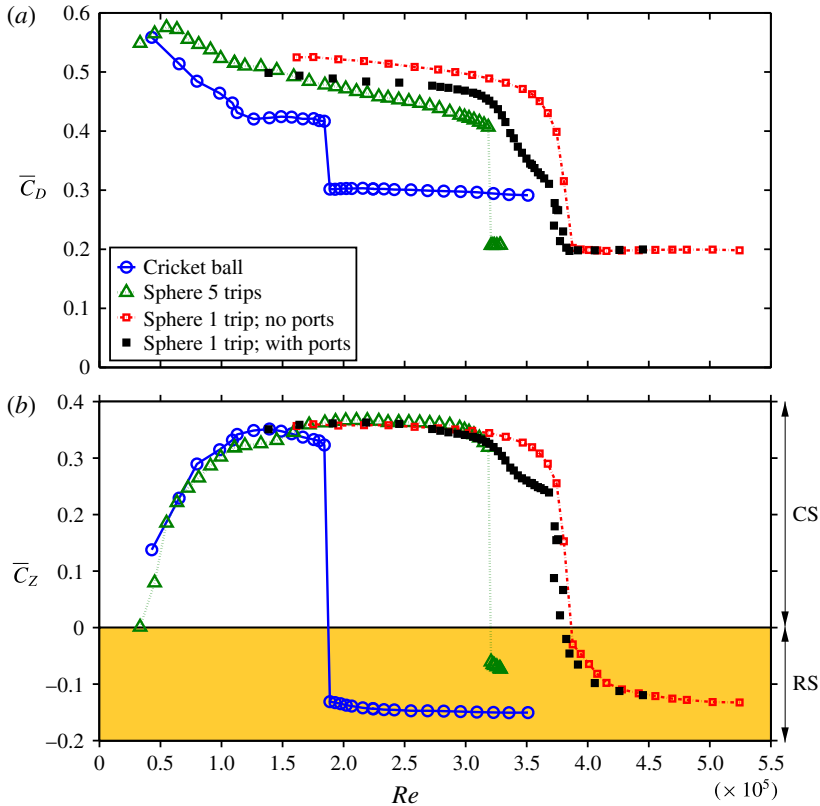 (a)
0.6
0.5
0.4
C̅_D 0.3
0.2
0.1
0
Cricket ball
Sphere 5 trips
Sphere 1 trip; no ports
Sphere 1 trip; with ports
(b)
0.4
0.3
0.2
0.1
C̅_Z
0
−0.1
−0.2
CS
RS
0 0.5 1.0 1.5 2.0 2.5 3.0 3.5 4.0 4.5 5.0 5.5
Re (× 10⁵)